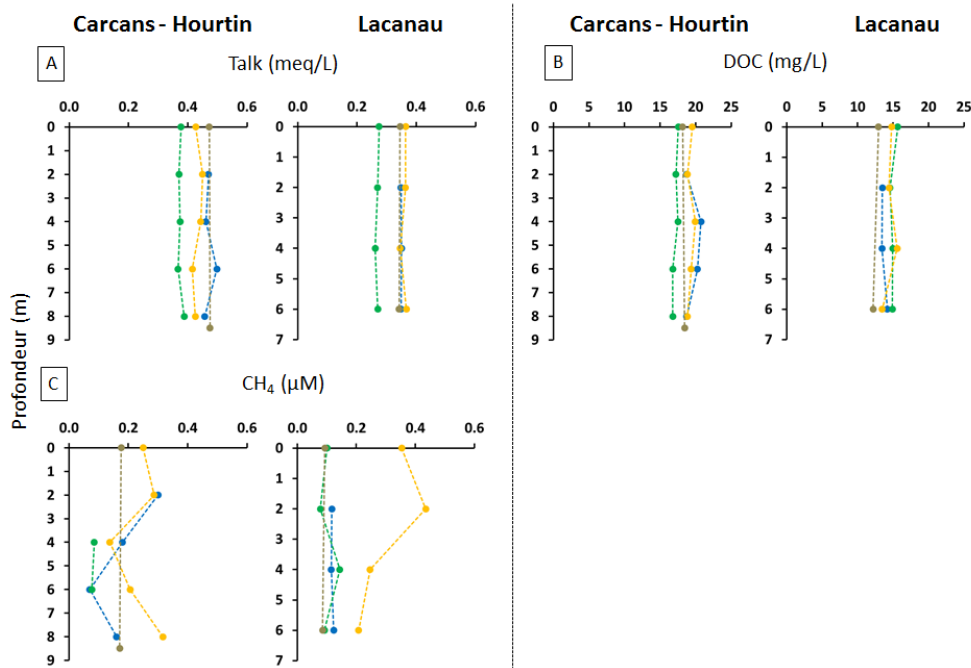 Carcans - Hourtin Lacanau Carcans - Hourtin Lacanau
A Talk (meq/L) B DOC (mg/L)
0.0 0.2 0.4 0.6 0.0 0.2 0.4 0.6 0 5 10 15 20 25 0 5 10 15 20 25
0 0 0 0
1 1 1 1
2 2 2 2
3 3 3 3
4 4 4 4
5 5 5 5
6 6 6 6
7 7 7 7
8 8
9 9
Profondeur (m)
C CH₄ (µM)
0.0 0.2 0.4 0.6 0.0 0.2 0.4 0.6
0 0
1 1
2 2
3 3
4 4
5 5
6 6
7 7
8
9